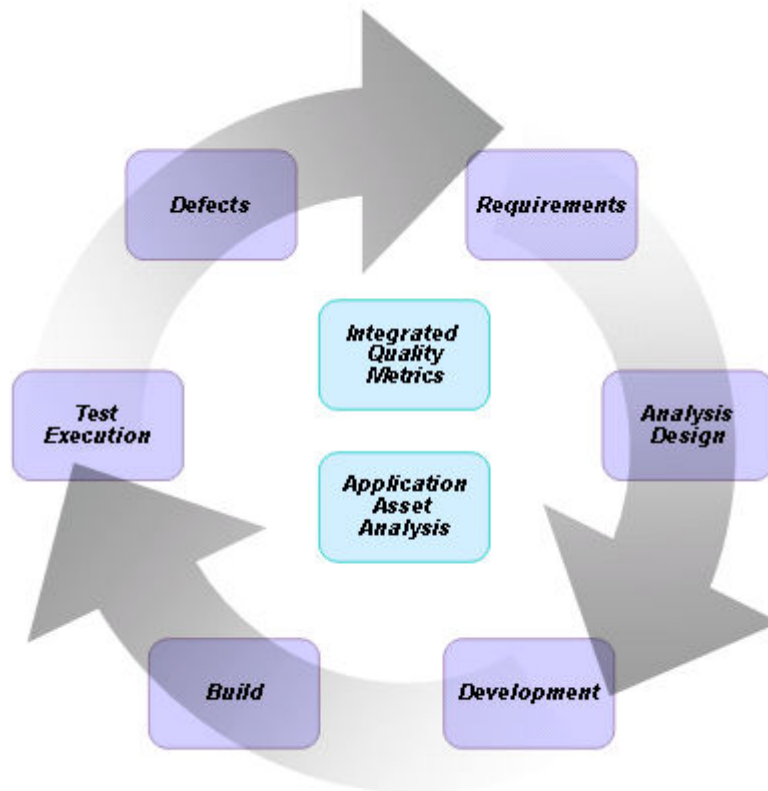 Defects
Requirements
Integrated
Quality
Metrics
Test
Execution
Analysis
Design
Application
Asset
Analysis
Build
Development